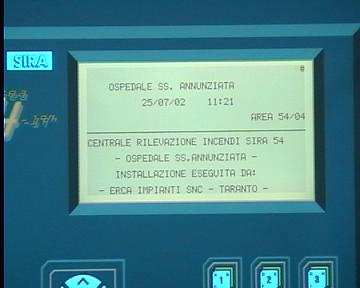 SIRA
#
OSPEDALE SS. ANNUNZIATA
25/07/02 11:21
AREA 54/04
CENTRALE RILEVAZIONE INCENDI SIRA 54
- OSPEDALE SS.ANNUNZIATA -
INSTALLAZIONE ESEGUITA DA:
- ERCA IMPIANTI SNC - TARANTO -
1 2 3